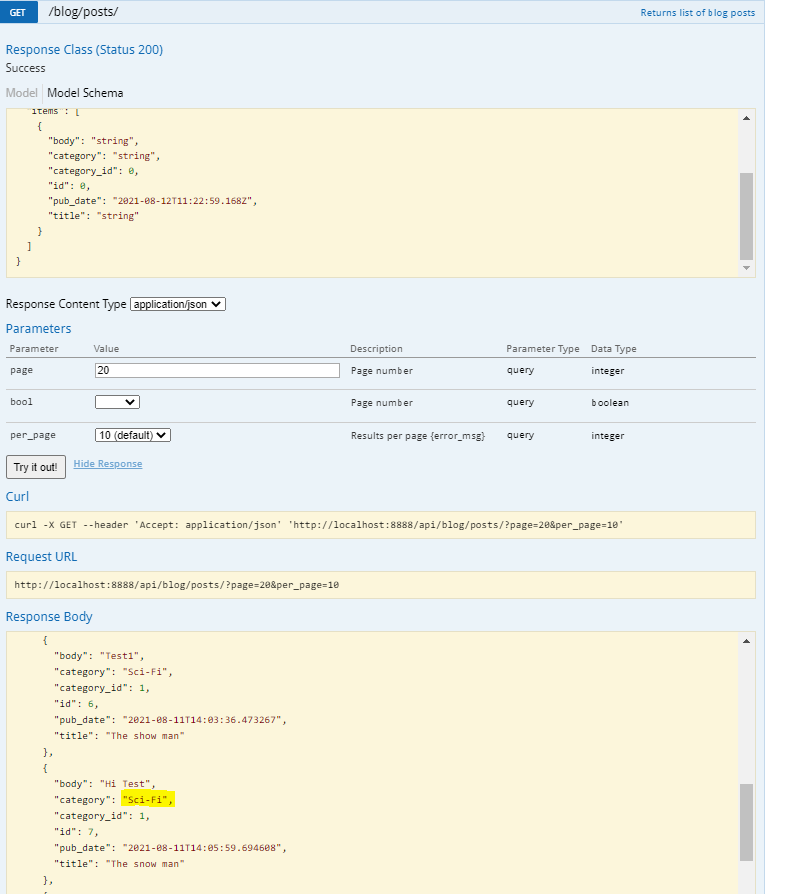 GET /blog/posts/ Returns list of blog posts
Response Class (Status 200)
Success
Model Model Schema
"items": [
{
"body": "string",
"category": "string",
"category_id": 0,
"id": 0,
"pub_date": "2021-08-12T11:22:59.168Z",
"title": "string"
}
]
}
Response Content Type application/json
Parameters
Parameter Value Description Parameter Type Data Type
page 20 Page number query integer
bool Page number query boolean
per_page 10 (default) Results per page {error_msg} query integer
Try it out! Hide Response
Curl
curl -X GET --header 'Accept: application/json' 'http://localhost:8888/api/blog/posts/?page=20&per_page=10'
Request URL
http://localhost:8888/api/blog/posts/?page=20&per_page=10
Response Body
{
"body": "Test1",
"category": "Sci-Fi",
"category_id": 1,
"id": 6,
"pub_date": "2021-08-11T14:03:36.473267",
"title": "The show man"
},
{
"body": "Hi Test",
"category": "Sci-Fi",
"category_id": 1,
"id": 7,
"pub_date": "2021-08-11T14:05:59.694608",
"title": "The snow man"
},
{